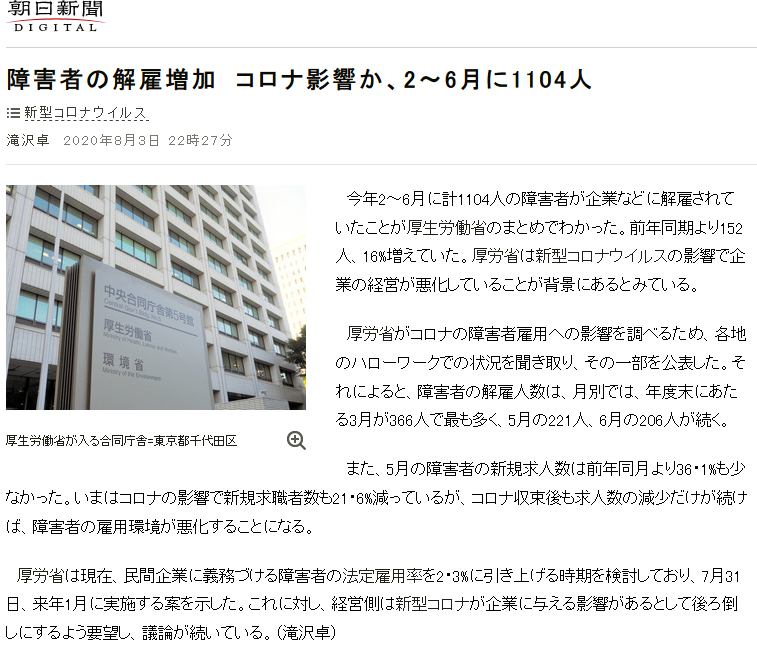 朝日新聞
DIGITAL
障害者の解雇増加　コロナ影響か、2～6月に1104人
新型コロナウイルス
滝沢卓　2020年8月3日 22時27分
中央合同庁舎第5号館
Central Gov't Bldg. No.5
厚生労働省
Ministry of Health, Labour and Welfare
環境省
Ministry of the Environment
厚生労働省が入る合同庁舎=東京都千代田区
今年2～6月に計1104人の障害者が企業などに解雇されて
いたことが厚生労働省のまとめでわかった。前年同期より152
人、16%増えていた。厚労省は新型コロナウイルスの影響で企
業の経営が悪化していることが背景にあるとみている。
厚労省がコロナの障害者雇用への影響を調べるため、各地
のハローワークでの状況を聞き取り、その一部を公表した。そ
れによると、障害者の解雇人数は、月別では、年度末にあた
る3月が366人で最も多く、5月の221人、6月の206人が続く。
また、5月の障害者の新規求人数は前年同月より36・1%も少
なかった。いまはコロナの影響で新規求職者数も21・6%減っているが、コロナ収束後も求人数の減少だけが続け
ば、障害者の雇用環境が悪化することになる。
厚労省は現在、民間企業に義務づける障害者の法定雇用率を2・3%に引き上げる時期を検討しており、7月31
日、来年1月に実施する案を示した。これに対し、経営側は新型コロナが企業に与える影響があるとして後ろ倒
しにするよう要望し、議論が続いている。（滝沢卓）